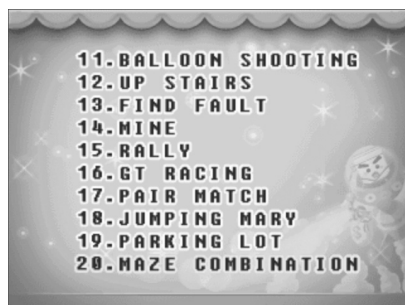 11.BALLOON SHOOTING
12.UP STAIRS
13.FIND FAULT
14.MINE
15.RALLY
16.GT RACING
17.PAIR MATCH
18.JUMPING MARY
19.PARKING LOT
20.MAZE COMBINATION